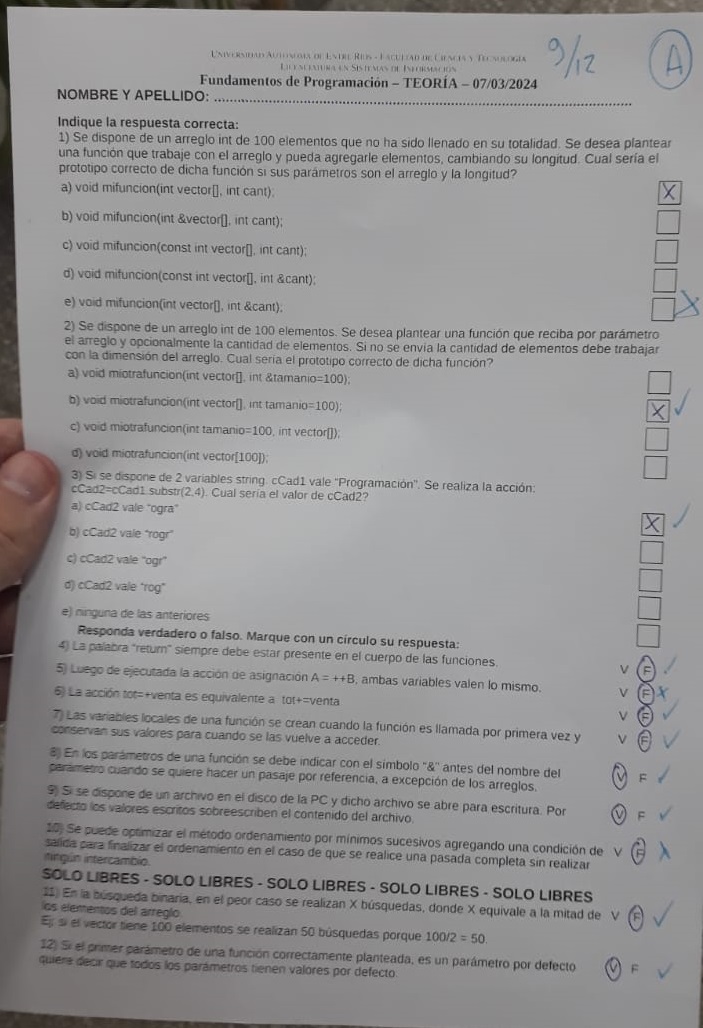 9/12
A
Universidad Autónoma de Entre Ríos - Facultad de Ciencia y Tecnología
Licenciatura en Sistemas de Información
Fundamentos de Programación – TEORÍA – 07/03/2024
NOMBRE Y APELLIDO:
Indique la respuesta correcta:
1) Se dispone de un arreglo int de 100 elementos que no ha sido llenado en su totalidad. Se desea plantear
una función que trabaje con el arreglo y pueda agregarle elementos, cambiando su longitud. Cual sería el
prototipo correcto de dicha función si sus parámetros son el arreglo y la longitud?
a) void mifuncion(int vector[], int cant); X
b) void mifuncion(int &vector[], int cant);
c) void mifuncion(const int vector[], int cant);
d) void mifuncion(const int vector[], int &cant);
e) void mifuncion(int vector[], int &cant);
2) Se dispone de un arreglo int de 100 elementos. Se desea plantear una función que reciba por parámetro
el arreglo y opcionalmente la cantidad de elementos. Si no se envía la cantidad de elementos debe trabajar
con la dimensión del arreglo. Cual sería el prototipo correcto de dicha función?
a) void miotrafuncion(int vector[], int &tamanio=100);
b) void miotrafuncion(int vector[], int tamanio=100); X
c) void miotrafuncion(int tamanio=100, int vector[]);
d) void miotrafuncion(int vector[100]);
3) Si se dispone de 2 variables string. cCad1 vale "Programación". Se realiza la acción:
cCad2=cCad1.substr(2,4). Cual sería el valor de cCad2?
a) cCad2 vale "ogra" X
b) cCad2 vale "rogr"
c) cCad2 vale "ogr"
d) cCad2 vale "rog"
e) ninguna de las anteriores
Responda verdadero o falso. Marque con un círculo su respuesta:
4) La palabra "return" siempre debe estar presente en el cuerpo de las funciones. V F
5) Luego de ejecutada la acción de asignación A = ++B, ambas variables valen lo mismo. V F
6) La acción tot=+venta es equivalente a tot+=venta V F
7) Las variables locales de una función se crean cuando la función es llamada por primera vez y V F
conservan sus valores para cuando se las vuelve a acceder.
8) En los parámetros de una función se debe indicar con el símbolo "&" antes del nombre del V F
parámetro cuando se quiere hacer un pasaje por referencia, a excepción de los arreglos.
9) Si se dispone de un archivo en el disco de la PC y dicho archivo se abre para escritura. Por V F
defecto los valores escritos sobreescriben el contenido del archivo.
10) Se puede optimizar el método ordenamiento por mínimos sucesivos agregando una condición de V F
salida para finalizar el ordenamiento en el caso de que se realice una pasada completa sin realizar
ningún intercambio.
SOLO LIBRES - SOLO LIBRES - SOLO LIBRES - SOLO LIBRES - SOLO LIBRES
11) En la búsqueda binaria, en el peor caso se realizan X búsquedas, donde X equivale a la mitad de V F
los elementos del arreglo.
Ej: si el vector tiene 100 elementos se realizan 50 búsquedas porque 100/2 = 50.
12) Si el primer parámetro de una función correctamente planteada, es un parámetro por defecto V F
quiere decir que todos los parámetros tienen valores por defecto.